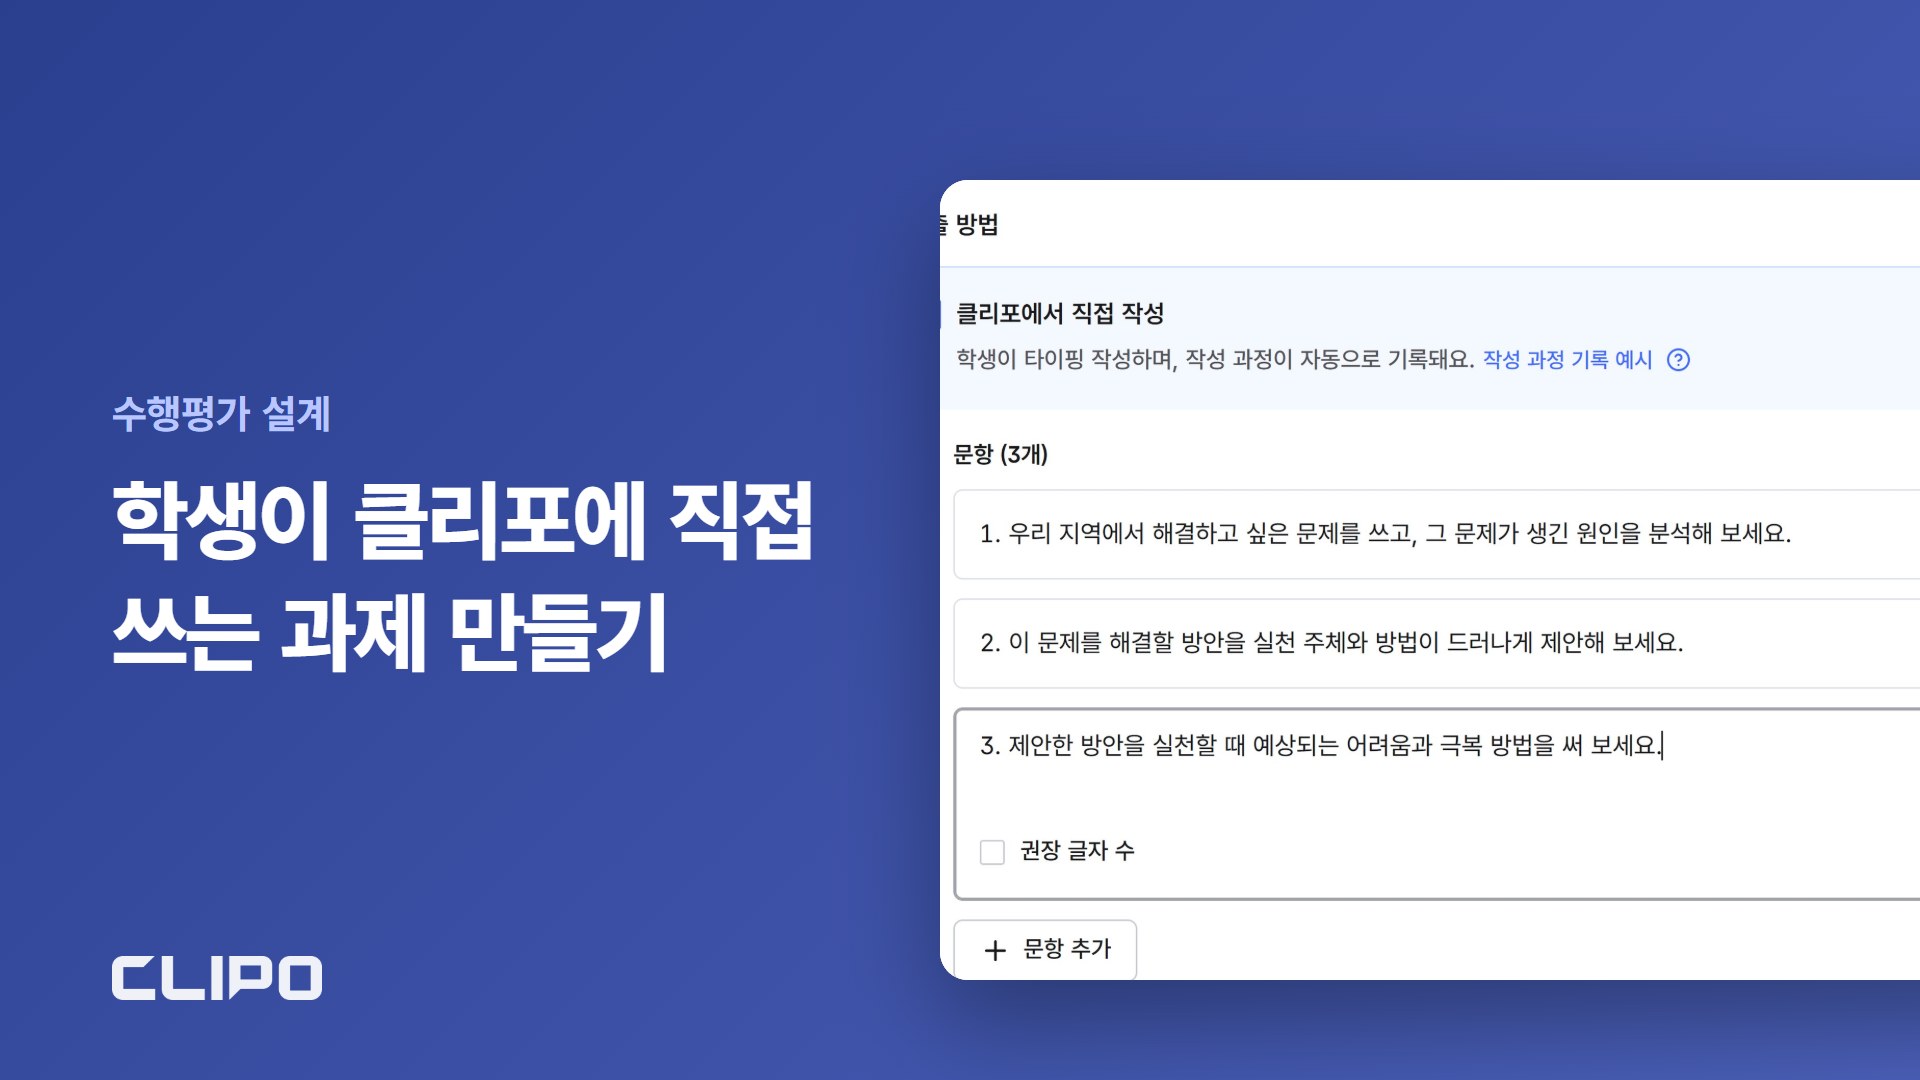 수행평가 설계
학생이 클리포에 직접
쓰는 과제 만들기
CLIPO
방법
클리포에서 직접 작성
학생이 타이핑 작성하며, 작성 과정이 자동으로 기록돼요. 작성 과정 기록 예시 ?
문항 (3개)
1. 우리 지역에서 해결하고 싶은 문제를 쓰고, 그 문제가 생긴 원인을 분석해 보세요.
2. 이 문제를 해결할 방안을 실천 주체와 방법이 드러나게 제안해 보세요.
3. 제안한 방안을 실천할 때 예상되는 어려움과 극복 방법을 써 보세요.
권장 글자 수
+ 문항 추가